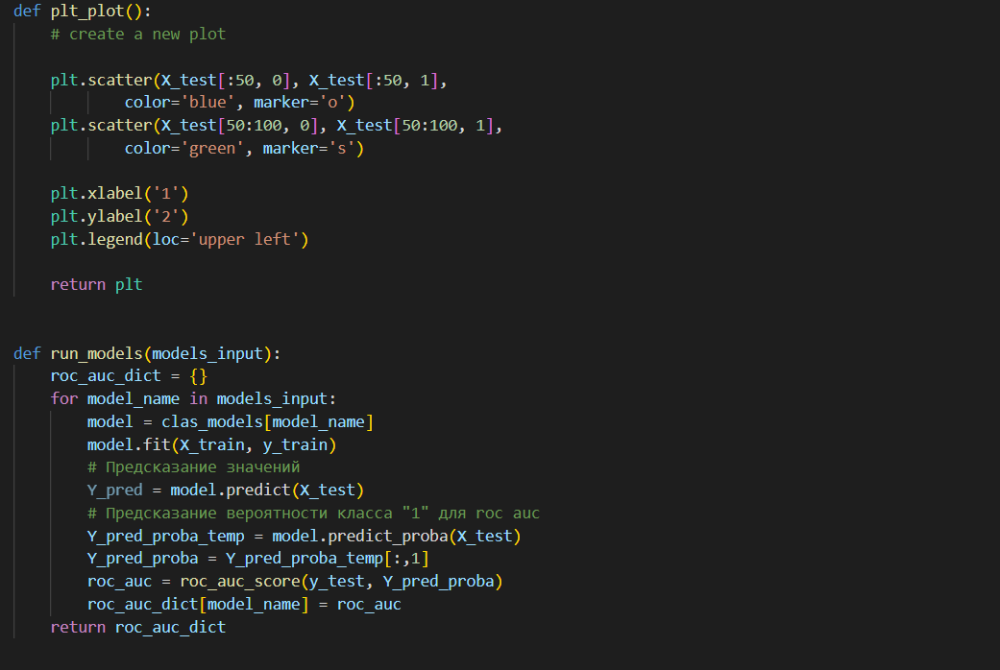 def plt_plot():
    # create a new plot

    plt.scatter(X_test[:50, 0], X_test[:50, 1],
            color='blue', marker='o')
    plt.scatter(X_test[50:100, 0], X_test[50:100, 1],
            color='green', marker='s')

    plt.xlabel('1')
    plt.ylabel('2')
    plt.legend(loc='upper left')

    return plt


def run_models(models_input):
    roc_auc_dict = {}
    for model_name in models_input:
        model = clas_models[model_name]
        model.fit(X_train, y_train)
        # Предсказание значений
        Y_pred = model.predict(X_test)
        # Предсказание вероятности класса "1" для roc auc
        Y_pred_proba_temp = model.predict_proba(X_test)
        Y_pred_proba = Y_pred_proba_temp[:,1]
        roc_auc = roc_auc_score(y_test, Y_pred_proba)
        roc_auc_dict[model_name] = roc_auc
    return roc_auc_dict